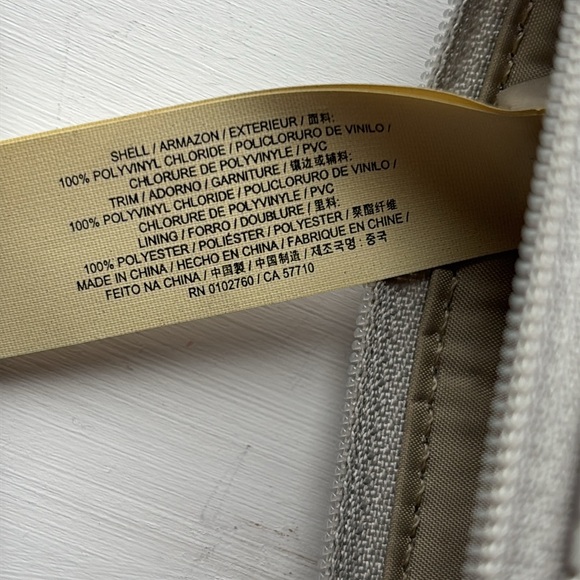 SHELL / ARMAZON / EXTERIEUR / 面料:
100% POLYVINYL CHLORIDE / POLICLORURO DE VINILO /
CHLORURE DE POLYVINYLE / PVC
TRIM / ADORNO / GARNITURE / 镶边或辅料:
100% POLYVINYL CHLORIDE / POLICLORURO DE VINILO /
CHLORURE DE POLYVINYLE / PVC
LINING / FORRO / DOUBLURE / 里料:
100% POLYESTER / POLIÉSTER / POLYESTER / 聚酯纤维
MADE IN CHINA / HECHO EN CHINA / FABRIQUE EN CHINE /
FEITO NA CHINA / 中国製 / 中国制造 / 제조국명 : 중국
RN 0102760 / CA 57710